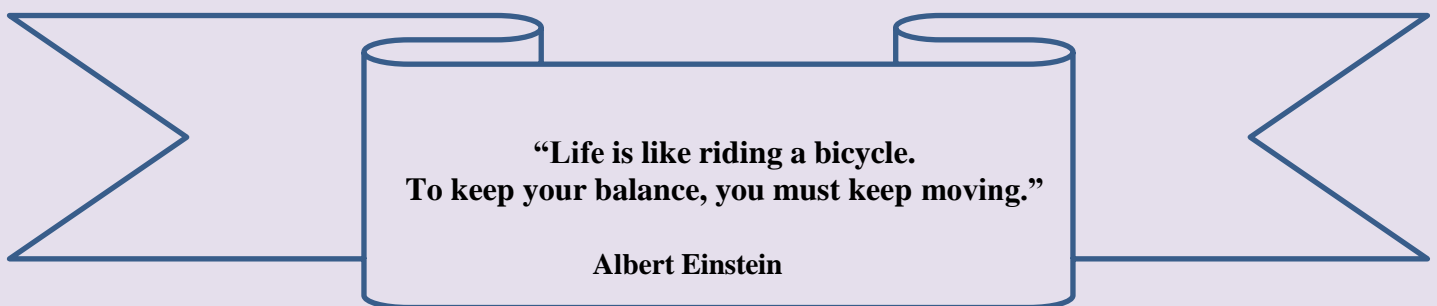 “Life is like riding a bicycle.
To keep your balance, you must keep moving.”
Albert Einstein